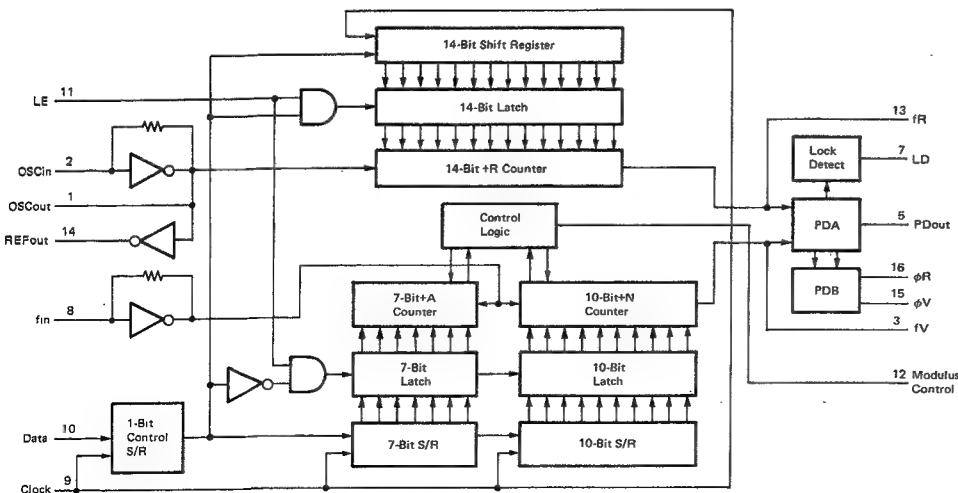 14-Bit Shift Register
11
LE
14-Bit Latch
13
fR
Lock
Detect
7
LD
2
OSCin
14-Bit +R Counter
1
OSCout
Control
Logic
PDA
5
PDout
14
REFout
16
φR
PDB
15
φV
7-Bit+A
Counter
10-Bit+N
Counter
8
fin
3
fV
7-Bit
Latch
10-Bit
Latch
12
Modulus
Control
10
Data
1-Bit
Control
S/R
7-Bit S/R
10-Bit S/R
9
Clock